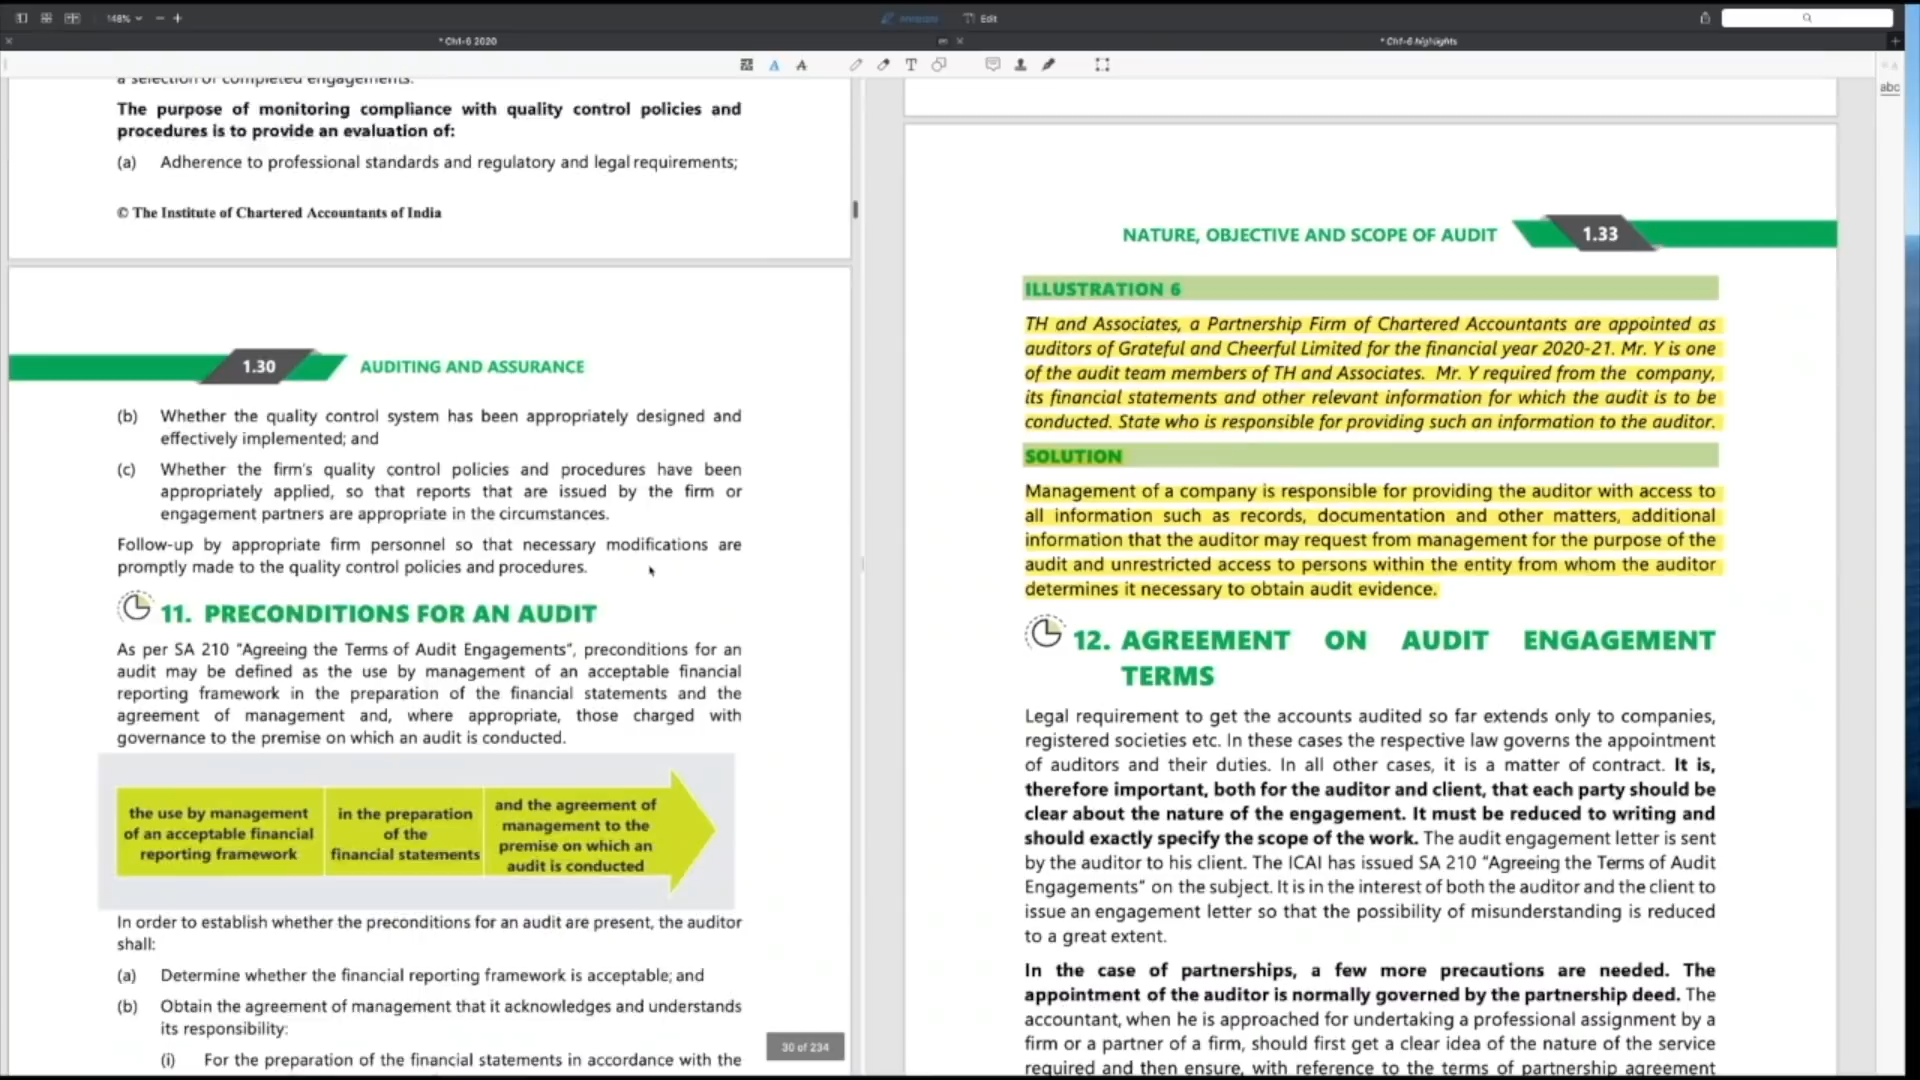 148%
Annotate
Edit
* Ch1-6 2020
* Ch1-6 highlights
abc
a selection of completed engagements.
The purpose of monitoring compliance with quality control policies and
procedures is to provide an evaluation of:
(a) Adherence to professional standards and regulatory and legal requirements;
© The Institute of Chartered Accountants of India
1.30 AUDITING AND ASSURANCE
(b) Whether the quality control system has been appropriately designed and
effectively implemented; and
(c) Whether the firm's quality control policies and procedures have been
appropriately applied, so that reports that are issued by the firm or
engagement partners are appropriate in the circumstances.
Follow-up by appropriate firm personnel so that necessary modifications are
promptly made to the quality control policies and procedures.
11. PRECONDITIONS FOR AN AUDIT
As per SA 210 "Agreeing the Terms of Audit Engagements", preconditions for an
audit may be defined as the use by management of an acceptable financial
reporting framework in the preparation of the financial statements and the
agreement of management and, where appropriate, those charged with
governance to the premise on which an audit is conducted.
the use by management
of an acceptable financial
reporting framework
in the preparation
of the
financial statements
and the agreement of
management to the
premise on which an
audit is conducted
In order to establish whether the preconditions for an audit are present, the auditor
shall:
(a) Determine whether the financial reporting framework is acceptable; and
(b) Obtain the agreement of management that it acknowledges and understands
its responsibility:
(i) For the preparation of the financial statements in accordance with the
30 of 234
NATURE, OBJECTIVE AND SCOPE OF AUDIT 1.33
ILLUSTRATION 6
TH and Associates, a Partnership Firm of Chartered Accountants are appointed as
auditors of Grateful and Cheerful Limited for the financial year 2020-21. Mr. Y is one
of the audit team members of TH and Associates. Mr. Y required from the company,
its financial statements and other relevant information for which the audit is to be
conducted. State who is responsible for providing such an information to the auditor.
SOLUTION
Management of a company is responsible for providing the auditor with access to
all information such as records, documentation and other matters, additional
information that the auditor may request from management for the purpose of the
audit and unrestricted access to persons within the entity from whom the auditor
determines it necessary to obtain audit evidence.
12. AGREEMENT ON AUDIT ENGAGEMENT
TERMS
Legal requirement to get the accounts audited so far extends only to companies,
registered societies etc. In these cases the respective law governs the appointment
of auditors and their duties. In all other cases, it is a matter of contract. It is,
therefore important, both for the auditor and client, that each party should be
clear about the nature of the engagement. It must be reduced to writing and
should exactly specify the scope of the work. The audit engagement letter is sent
by the auditor to his client. The ICAI has issued SA 210 "Agreeing the Terms of Audit
Engagements" on the subject. It is in the interest of both the auditor and the client to
issue an engagement letter so that the possibility of misunderstanding is reduced
to a great extent.
In the case of partnerships, a few more precautions are needed. The
appointment of the auditor is normally governed by the partnership deed. The
accountant, when he is approached for undertaking a professional assignment by a
firm or a partner of a firm, should first get a clear idea of the nature of the service
required and then ensure, with reference to the terms of partnership agreement